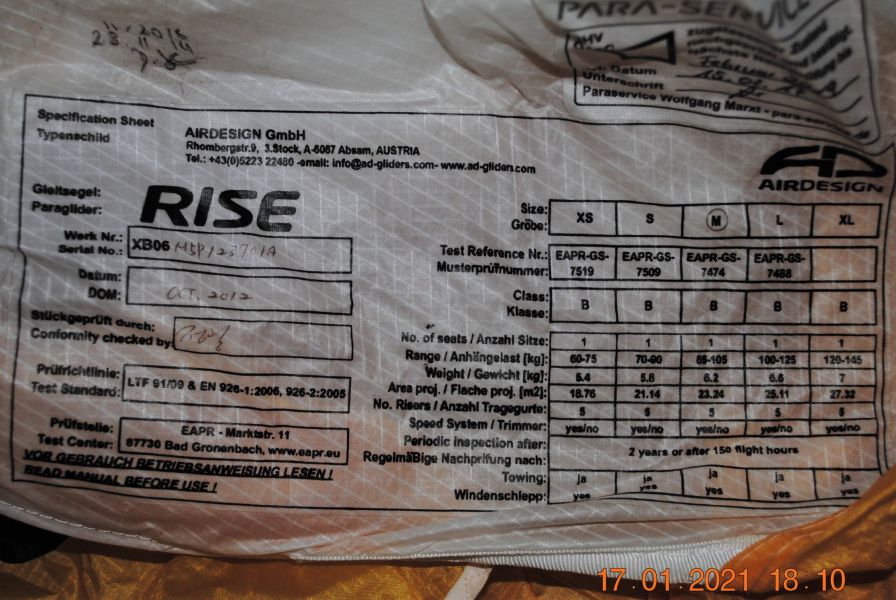 PARA-SERVICE
Unterschrift
Paraservice Wolfgang Marxt - para-
Specification Sheet
Typenschild
AIRDESIGN GmbH
Rhombergstr.9, 3.Stock, A-6067 Absam, AUSTRIA
Tel.: +43(0)5223 22480 -email: info@ad-gliders.com- www.ad-gliders.com
AIRDESIGN
Gleitsegel:
Paraglider:
RISE
Werk Nr.:
Serial No.:
XB06
Datum:
DOM:
OCT. 2012
Stückgeprüft durch:
Conformity checked by:
Prüfrichtlinie:
Test Standard:
LTF 91/09 & EN 926-1:2006, 926-2:2005
Prüfstelle:
Test Center:
EAPR - Marktstr. 11
87730 Bad Gronenbach, www.eapr.eu
VOR GEBRAUCH BETRIEBSANWEISUNG LESEN !
READ MANUAL BEFORE USE !
Size:
Größe:
XS S M L XL
Test Reference Nr.:
Musterprüfnummer:
EAPR-GS-7519 EAPR-GS-7509 EAPR-GS-7474 EAPR-GS-7488
Class:
Klasse:
B B B B B
No. of seats / Anzahl Sitze: 1 1 1 1 1
Range / Anhängelast [kg]: 60-75 70-90 85-105 100-125 120-145
Weight / Gewicht [kg]: 5.4 5.8 6.2 6.6 7
Area proj. / Flache proj. [m2]: 18.76 21.14 23.24 25.11 27.32
No. Risers / Anzahl Tragegurte: 5 5 5 5 5
Speed System / Trimmer: yes/no yes/no yes/no yes/no yes/no
Periodic inspection after:
Regelmäßige Nachprifung nach:
2 years or after 150 flight hours
Towing: ja ja ja ja ja
Windenschlepp: yes yes yes yes yes
17.01.2021 18:10